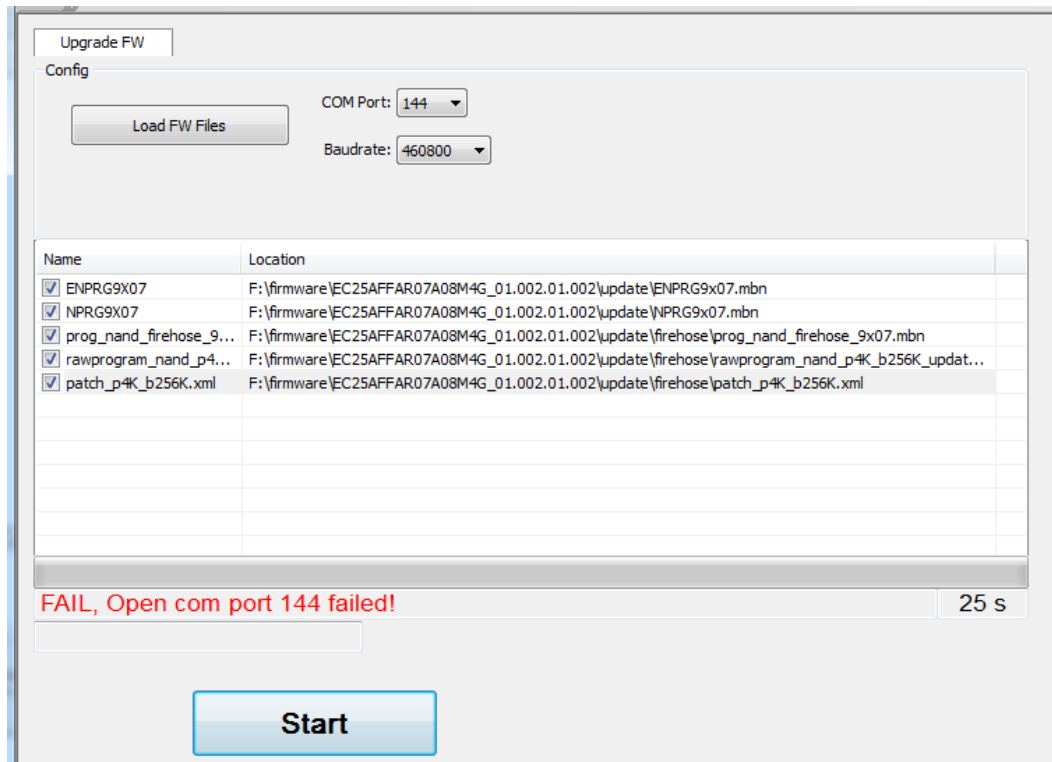 Upgrade FW
Config
Load FW Files
COM Port: 144
Baudrate: 460800
Name Location
ENPRG9X07 F:\firmware\EC25AFFAR07A08M4G_01.002.01.002\update\ENPRG9x07.mbn
NPRG9X07 F:\firmware\EC25AFFAR07A08M4G_01.002.01.002\update\NPRG9x07.mbn
prog_nand_firehose_9... F:\firmware\EC25AFFAR07A08M4G_01.002.01.002\update\firehose\prog_nand_firehose_9x07.mbn
rawprogram_nand_p4... F:\firmware\EC25AFFAR07A08M4G_01.002.01.002\update\firehose\rawprogram_nand_p4K_b256K_updat...
patch_p4K_b256K.xml F:\firmware\EC25AFFAR07A08M4G_01.002.01.002\update\firehose\patch_p4K_b256K.xml
FAIL, Open com port 144 failed! 25 s
Start